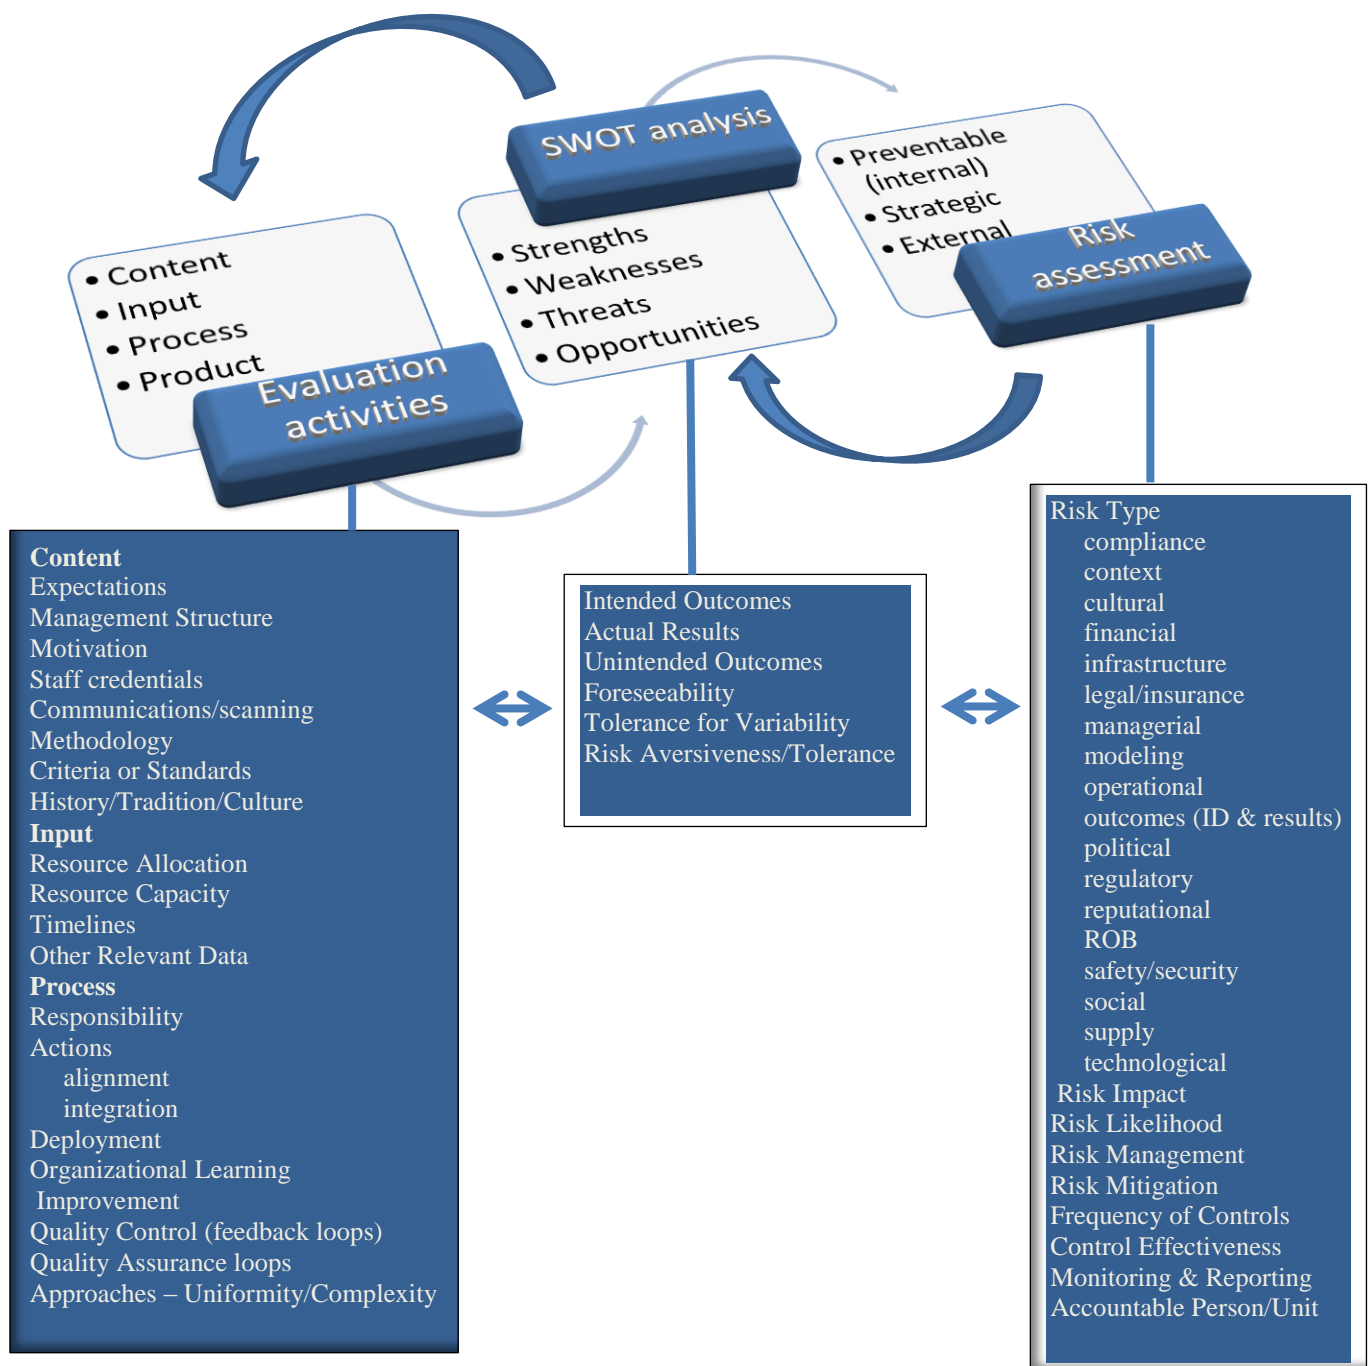 SWOT analysis
• Preventable
(internal)
• Strategic
• External
Risk
assessment
• Content
• Input
• Process
• Product
Evaluation
activities
• Strengths
• Weaknesses
• Threats
• Opportunities
Content
Expectations
Management Structure
Motivation
Staff credentials
Communications/scanning
Methodology
Criteria or Standards
History/Tradition/Culture
Input
Resource Allocation
Resource Capacity
Timelines
Other Relevant Data
Process
Responsibility
Actions
alignment
integration
Deployment
Organizational Learning
Improvement
Quality Control (feedback loops)
Quality Assurance loops
Approaches – Uniformity/Complexity
Intended Outcomes
Actual Results
Unintended Outcomes
Foreseeability
Tolerance for Variability
Risk Aversiveness/Tolerance
Risk Type
compliance
context
cultural
financial
infrastructure
legal/insurance
managerial
modeling
operational
outcomes (ID & results)
political
regulatory
reputational
ROB
safety/security
social
supply
technological
Risk Impact
Risk Likelihood
Risk Management
Risk Mitigation
Frequency of Controls
Control Effectiveness
Monitoring & Reporting
Accountable Person/Unit